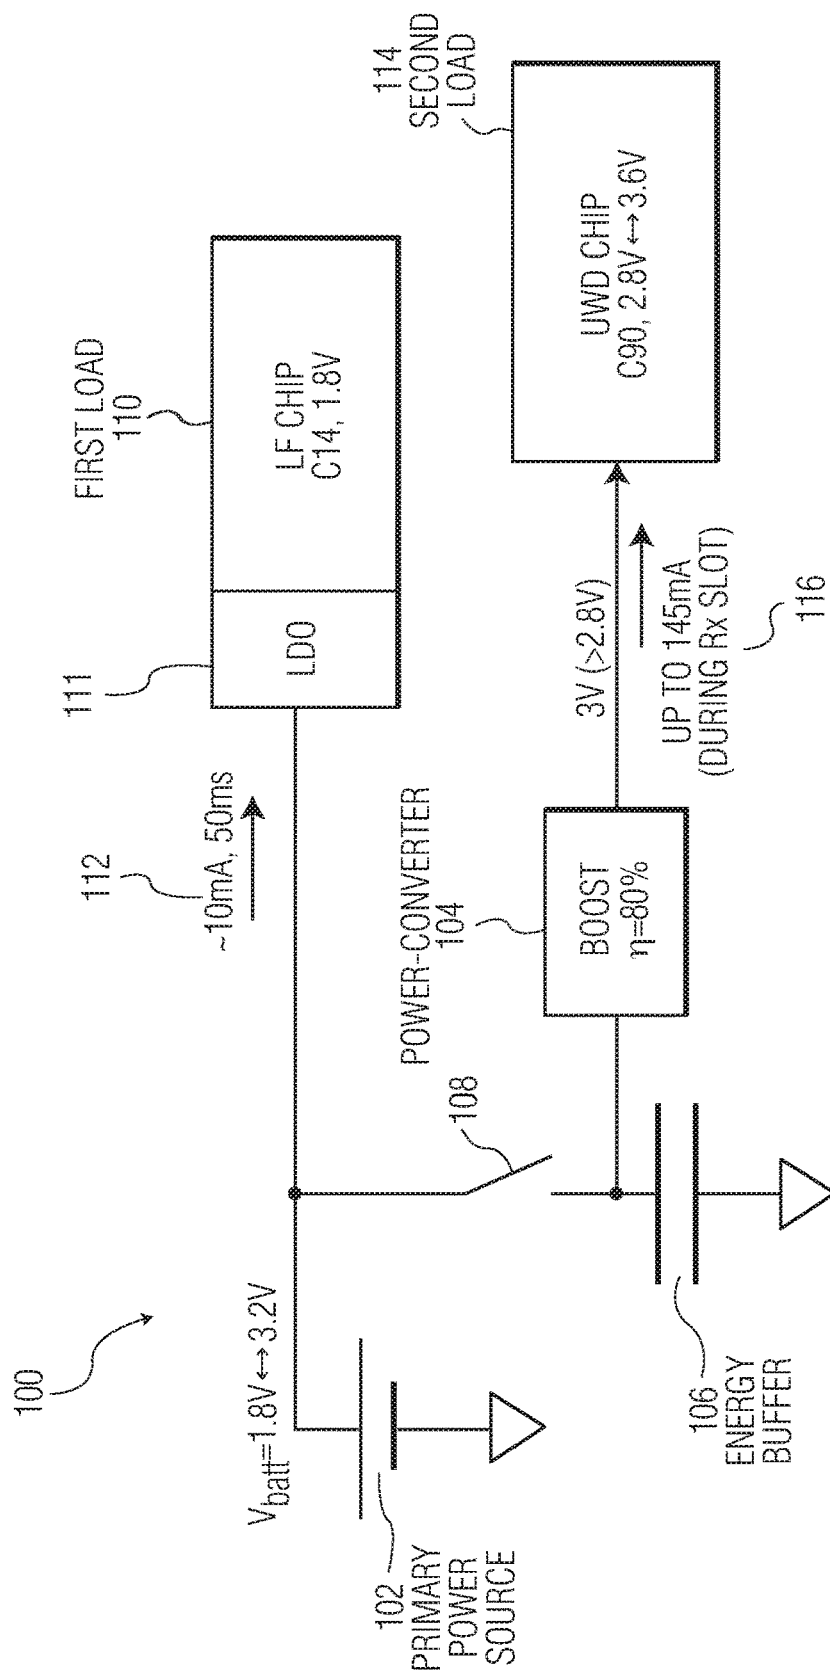 100
V_batt=1.8V↔3.2V
102
PRIMARY
POWER
SOURCE
106
ENERGY
BUFFER
108
112
~10mA, 50ms
111
LDO
FIRST LOAD
110
LF CHIP
C14, 1.8V
POWER-CONVERTER
104
BOOST
η=80%
3V (>2.8V)
UP TO 145mA
(DURING Rx SLOT)
116
114
SECOND
LOAD
UWD CHIP
C90, 2.8V↔3.6V